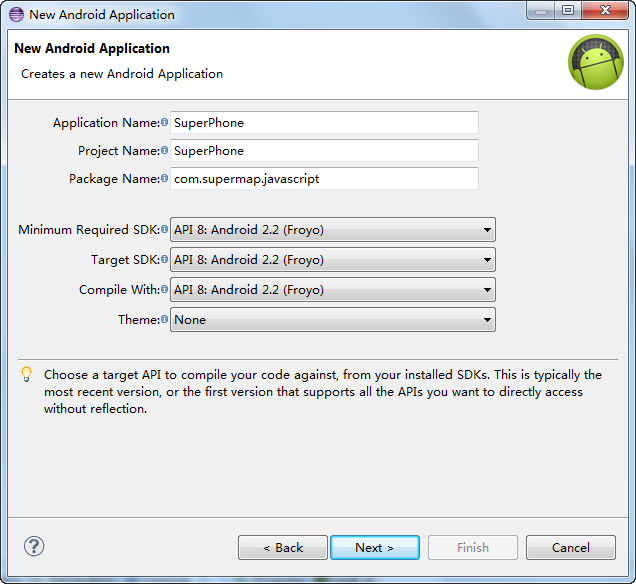 New Android Application
New Android Application
Creates a new Android Application
Application Name: SuperPhone
Project Name: SuperPhone
Package Name: com.supermap.javascript
Minimum Required SDK: API 8: Android 2.2 (Froyo)
Target SDK: API 8: Android 2.2 (Froyo)
Compile With: API 8: Android 2.2 (Froyo)
Theme: None
Choose a target API to compile your code against, from your installed SDKs. This is typically the
most recent version, or the first version that supports all the APIs you want to directly access
without reflection.
? < Back Next > Finish Cancel